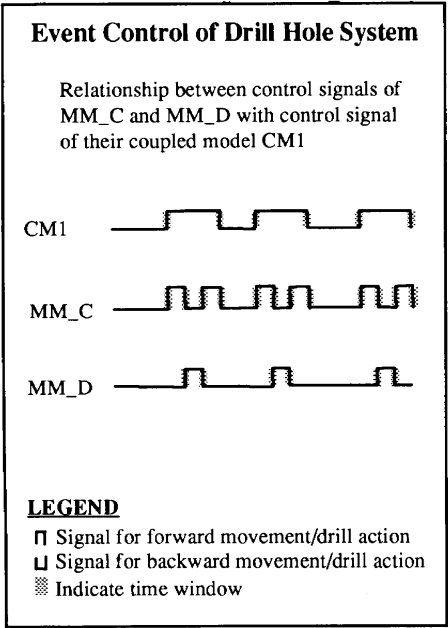 Event Control of Drill Hole System
Relationship between control signals of
MM_C and MM_D with control signal
of their coupled model CM1
CM1
MM_C
MM_D
LEGEND
Signal for forward movement/drill action
Signal for backward movement/drill action
Indicate time window